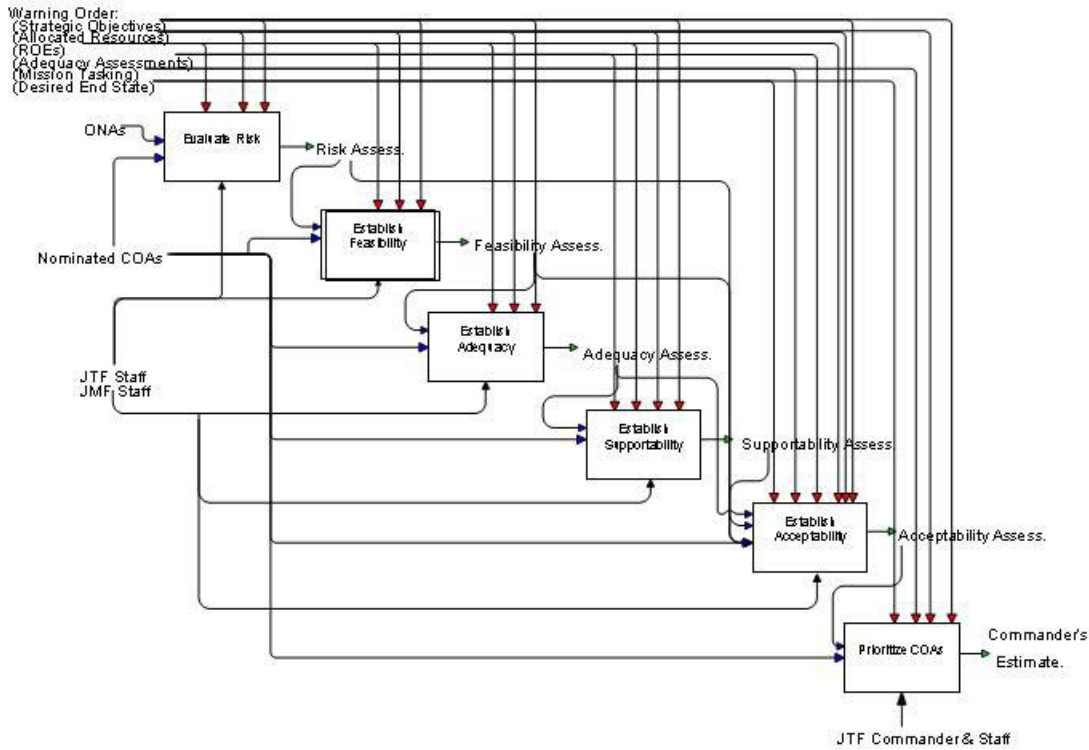 Warning Order:
(Strategic Objectives)
(Allocated Resources)
(ROEs)
(Adequacy Assessments)
(Mission Tasking)
(Desired End State)
ONAs
Evaluate Risk
Risk Assess.
Establish
Feasibility
Feasibility Assess.
Nominated COAs
Establish
Adequacy
Adequacy Assess.
JTF Staff
JMF Staff
Establish
Supportability
Supportability Assess.
Establish
Acceptability
Acceptability Assess.
Prioritize COAs
Commander's
Estimate.
JTF Commander & Staff